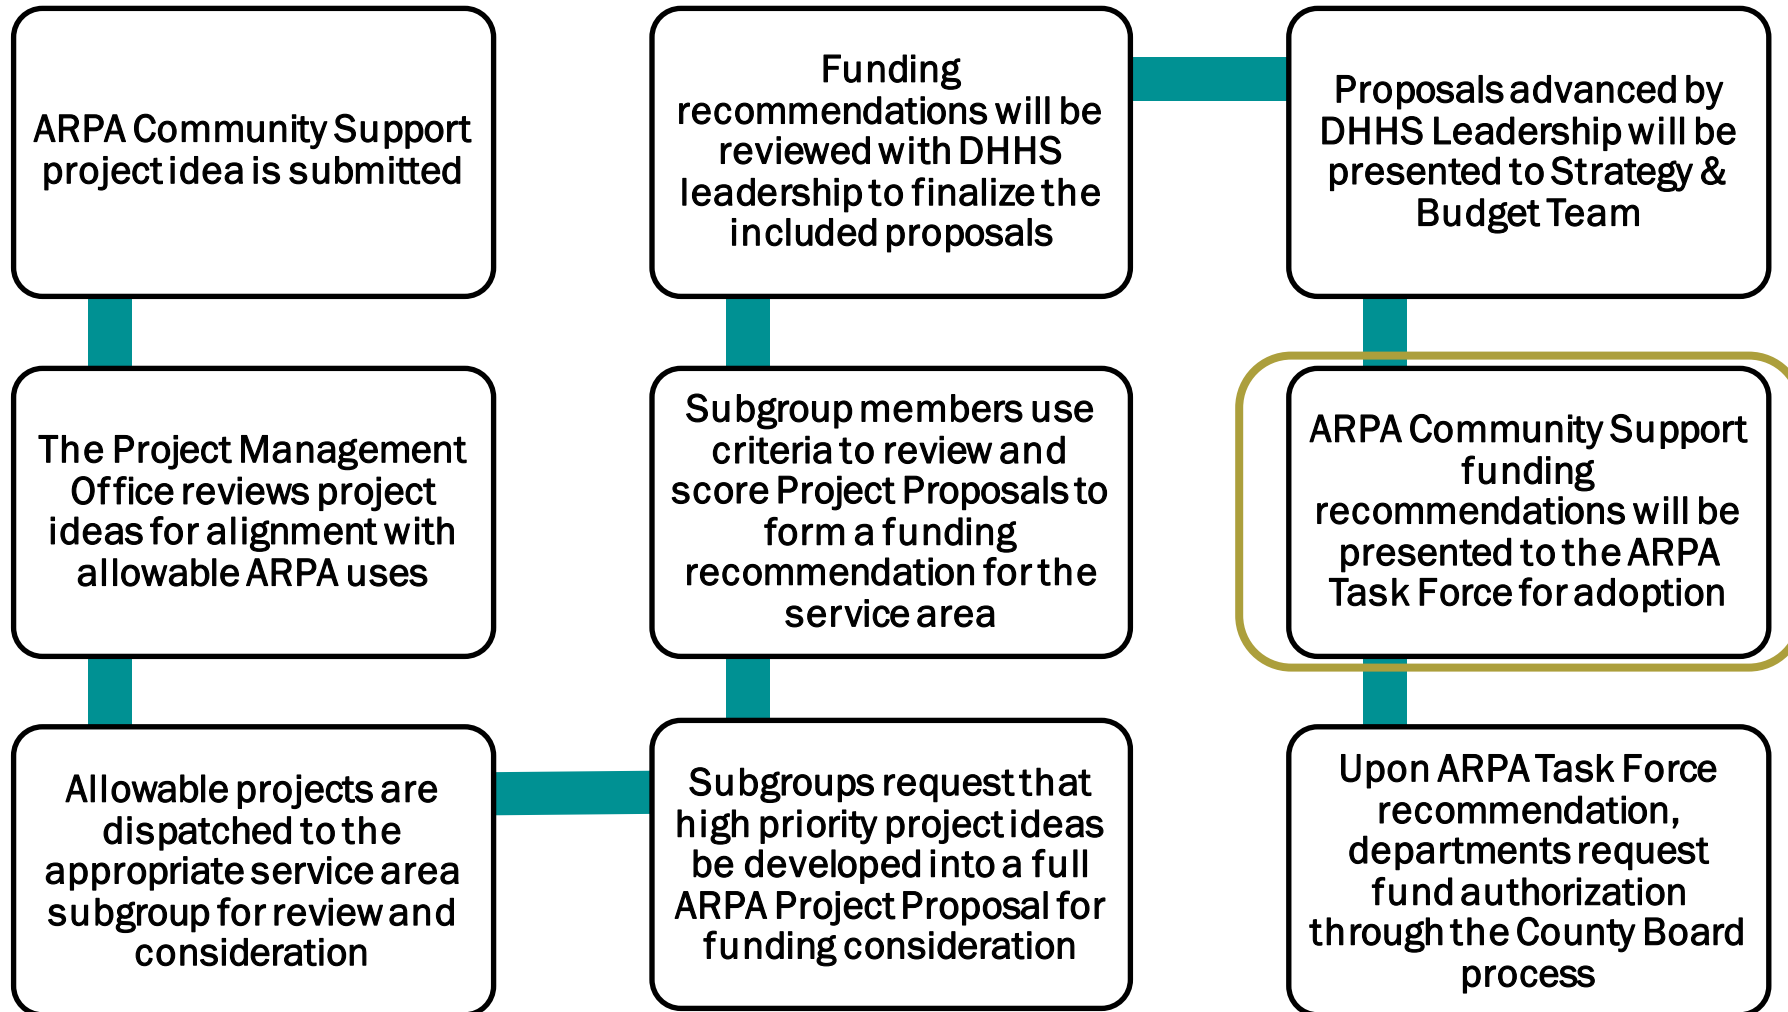 ARPA Community Support
project idea is submitted
The Project Management
Office reviews project
ideas for alignment with
allowable ARPA uses
Allowable projects are
dispatched to the
appropriate service area
subgroup for review and
consideration
Subgroups request that
high priority project ideas
be developed into a full
ARPA Project Proposal for
funding consideration
Subgroup members use
criteria to review and
score Project Proposals to
form a funding
recommendation for the
service area
Funding
recommendations will be
reviewed with DHHS
leadership to finalize the
included proposals
Proposals advanced by
DHHS Leadership will be
presented to Strategy &
Budget Team
ARPA Community Support
funding
recommendations will be
presented to the ARPA
Task Force for adoption
Upon ARPA Task Force
recommendation,
departments request
fund authorization
through the County Board
process